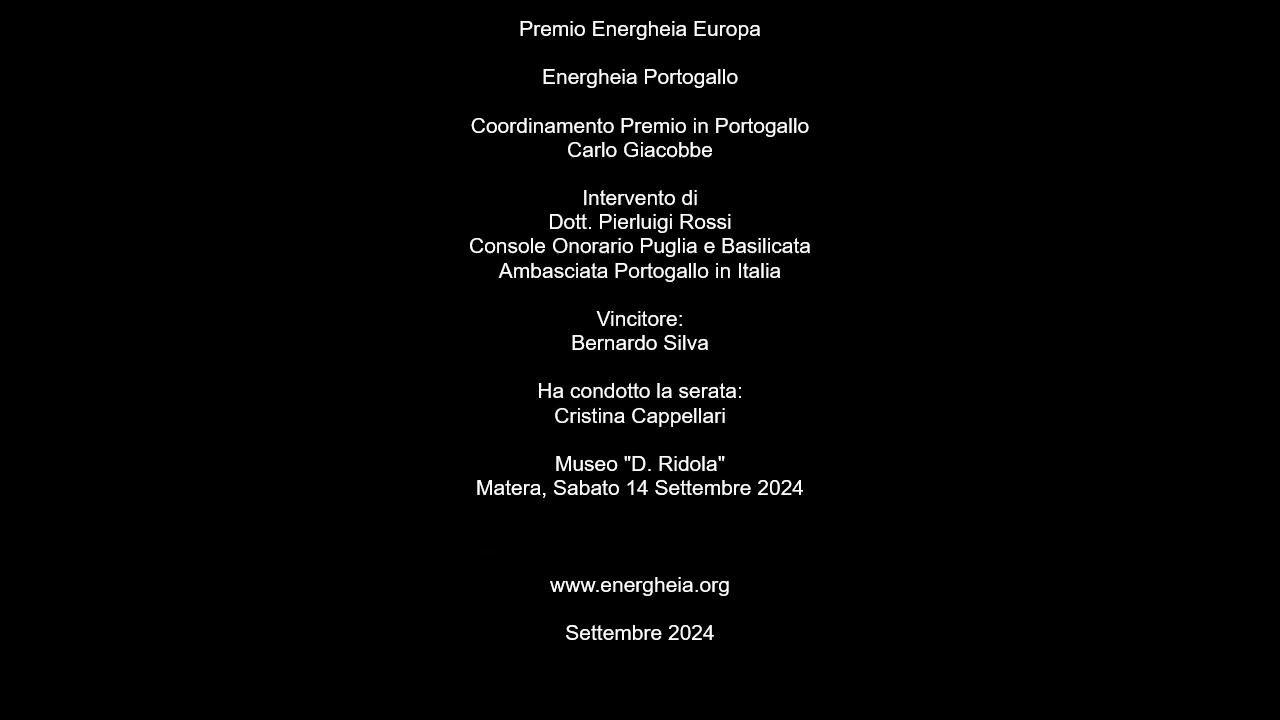 Premio Energheia Europa
Energheia Portogallo
Coordinamento Premio in Portogallo
Carlo Giacobbe
Intervento di
Dott. Pierluigi Rossi
Console Onorario Puglia e Basilicata
Ambasciata Portogallo in Italia
Vincitore:
Bernardo Silva
Ha condotto la serata:
Cristina Cappellari
Museo "D. Ridola"
Matera, Sabato 14 Settembre 2024
www.energheia.org
Settembre 2024